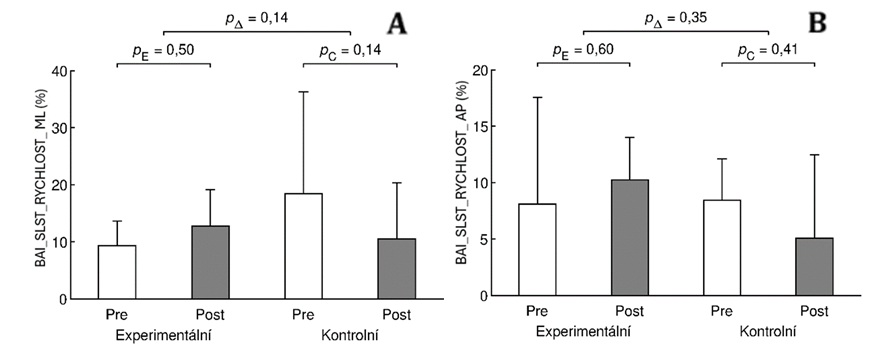 A
p_Δ = 0,14
p_E = 0,50
p_C = 0,14
BAI_SLST_RYCHLOST_ML (%)
40
30
20
10
0
Pre
Post
Pre
Post
Experimentální
Kontrolní
B
p_Δ = 0,35
p_E = 0,60
p_C = 0,41
BAI_SLST_RYCHLOST_AP (%)
20
15
10
5
0
Pre
Post
Pre
Post
Experimentální
Kontrolní